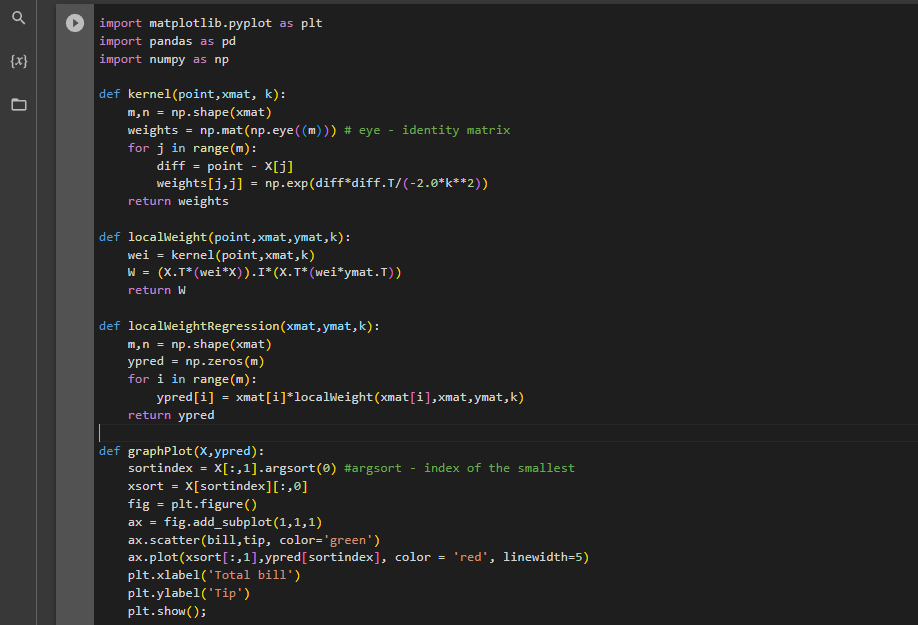 import matplotlib.pyplot as plt
import pandas as pd
import numpy as np
{x}
def kernel(point,xmat, k):
    m,n = np.shape(xmat)
    weights = np.mat(np.eye((m))) # eye - identity matrix
    for j in range(m):
        diff = point - X[j]
        weights[j,j] = np.exp(diff*diff.T/(-2.0*k**2))
    return weights
def localWeight(point,xmat,ymat,k):
    wei = kernel(point,xmat,k)
    W = (X.T*(wei*X)).I*(X.T*(wei*ymat.T))
    return W
def localWeightRegression(xmat,ymat,k):
    m,n = np.shape(xmat)
    ypred = np.zeros(m)
    for i in range(m):
        ypred[i] = xmat[i]*localWeight(xmat[i],xmat,ymat,k)
    return ypred
def graphPlot(X,ypred):
    sortindex = X[:,1].argsort(0) #argsort - index of the smallest
    xsort = X[sortindex][:,0]
    fig = plt.figure()
    ax = fig.add_subplot(1,1,1)
    ax.scatter(bill,tip, color='green')
    ax.plot(xsort[:,1],ypred[sortindex], color = 'red', linewidth=5)
    plt.xlabel('Total bill')
    plt.ylabel('Tip')
    plt.show();